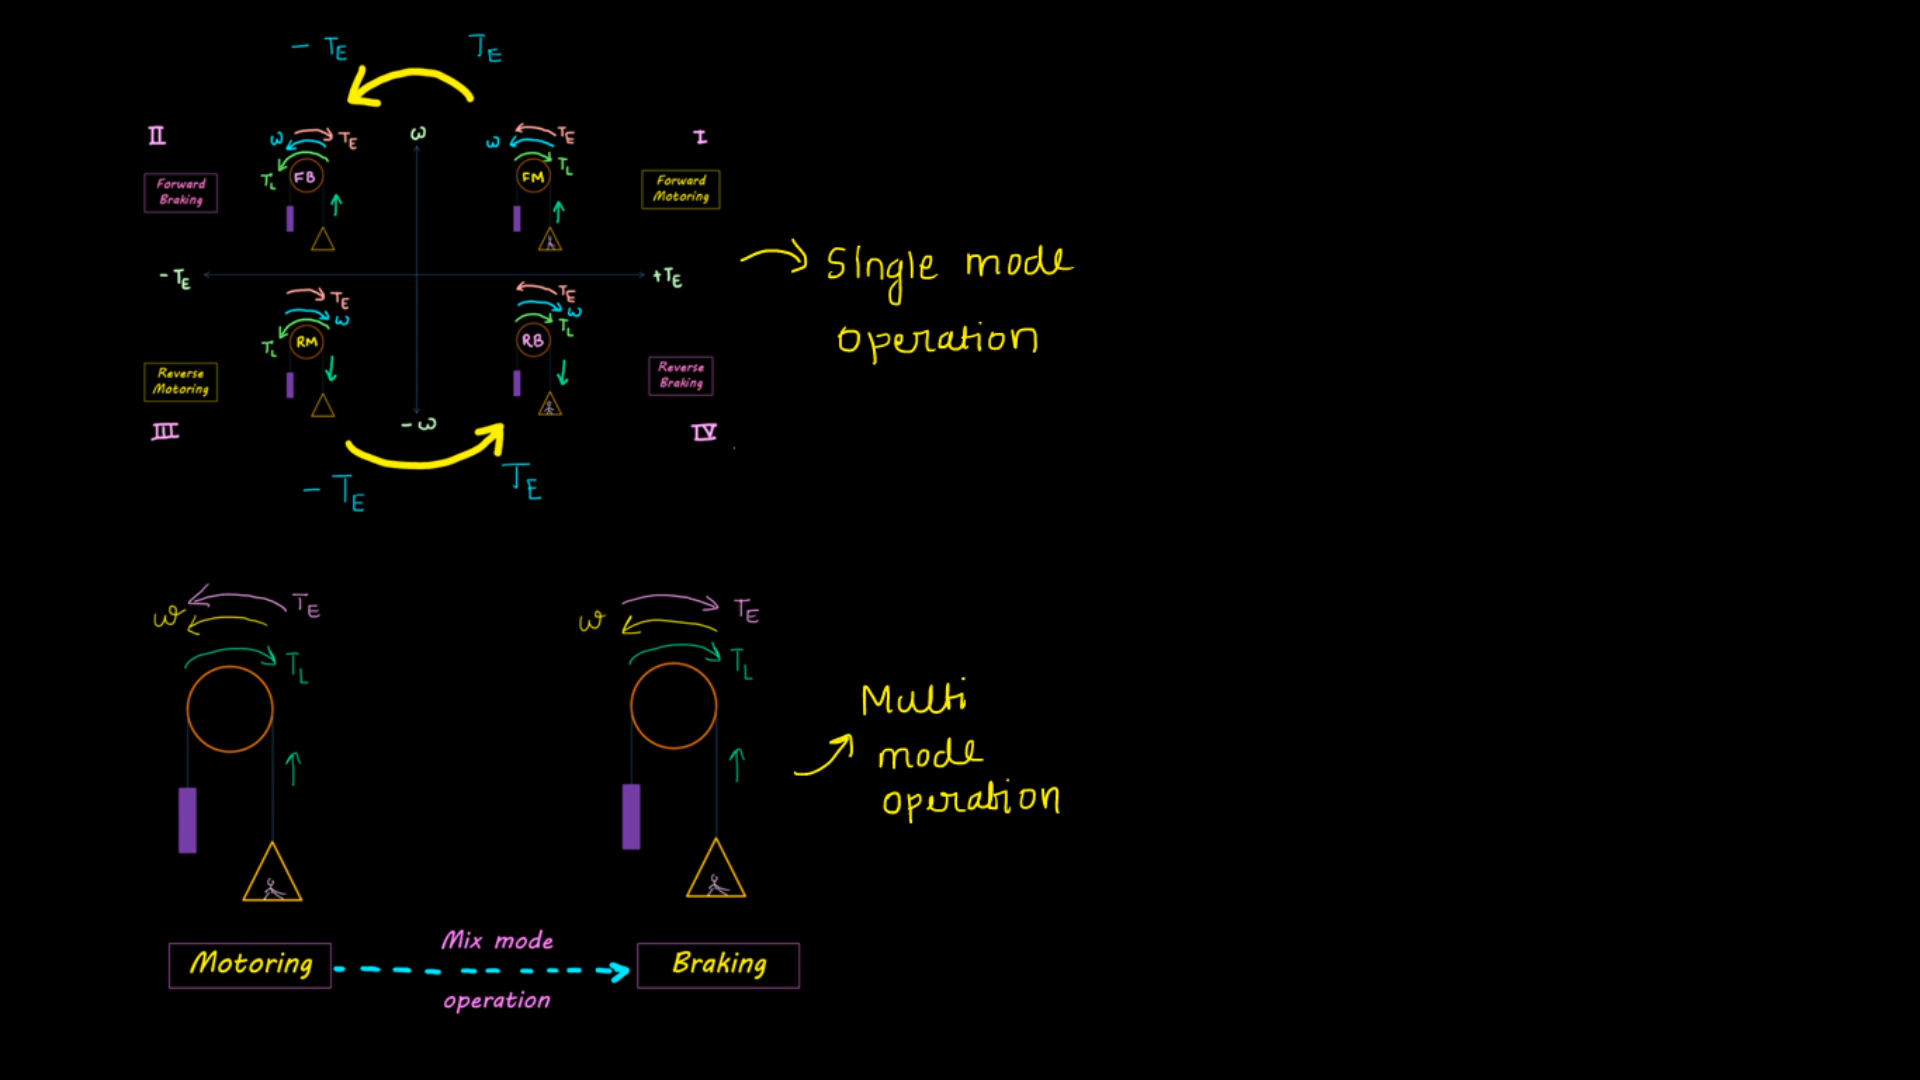 - TE TE
II ω I
ω TE ω TE
TL FB FM TL
Forward
Braking
Forward
Motoring
- TE +TE
Single mode
operation
TE TE
ω ω
TL RM RB TL
Reverse
Motoring
Reverse
Braking
III - ω IV
- TE TE
ω TE ω TE
TL TL
Multi
mode
operation
Mix mode
Motoring Braking
operation